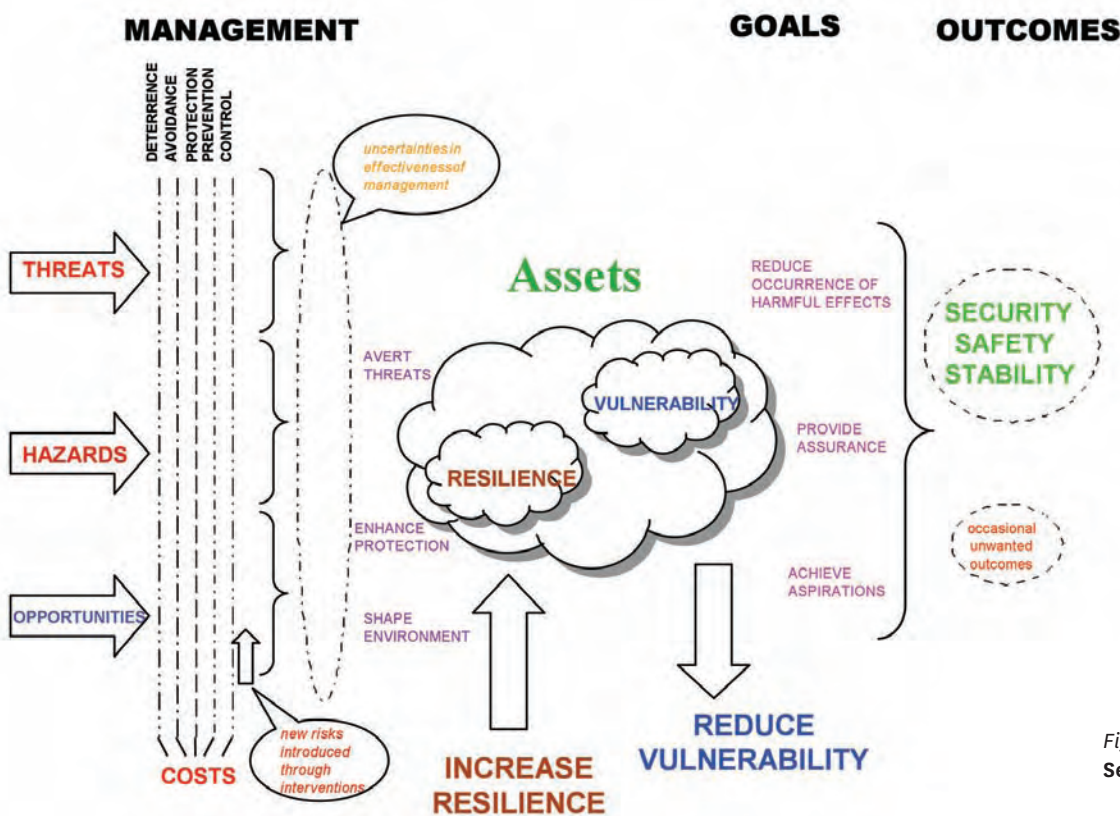 MANAGEMENT
GOALS
OUTCOMES
DETERRENCE
AVOIDANCE
PROTECTION
PREVENTION
CONTROL
uncertainties in
effectivenessof
management
THREATS
HAZARDS
OPPORTUNITIES
COSTS
new risks
introduced
through
interventions
AVERT
THREATS
ENHANCE
PROTECTION
SHAPE
ENVIRONMENT
Assets
VULNERABILITY
RESILIENCE
INCREASE
RESILIENCE
REDUCE
VULNERABILITY
REDUCE
OCCURRENCE OF
HARMFUL EFFECTS
PROVIDE
ASSURANCE
ACHIEVE
ASPIRATIONS
SECURITY
SAFETY
STABILITY
occasional
unwanted
outcomes